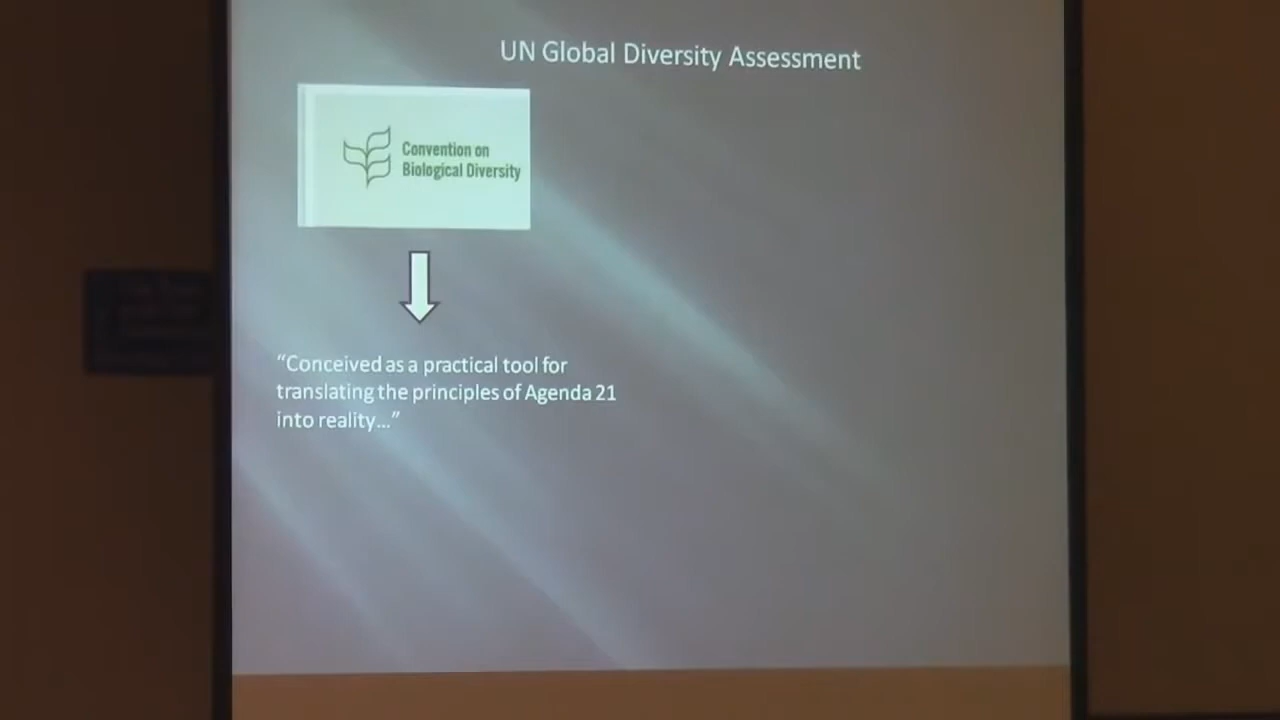 UN Global Diversity Assessment
Convention on
Biological Diversity
“Conceived as a practical tool for
translating the principles of Agenda 21
into reality...”